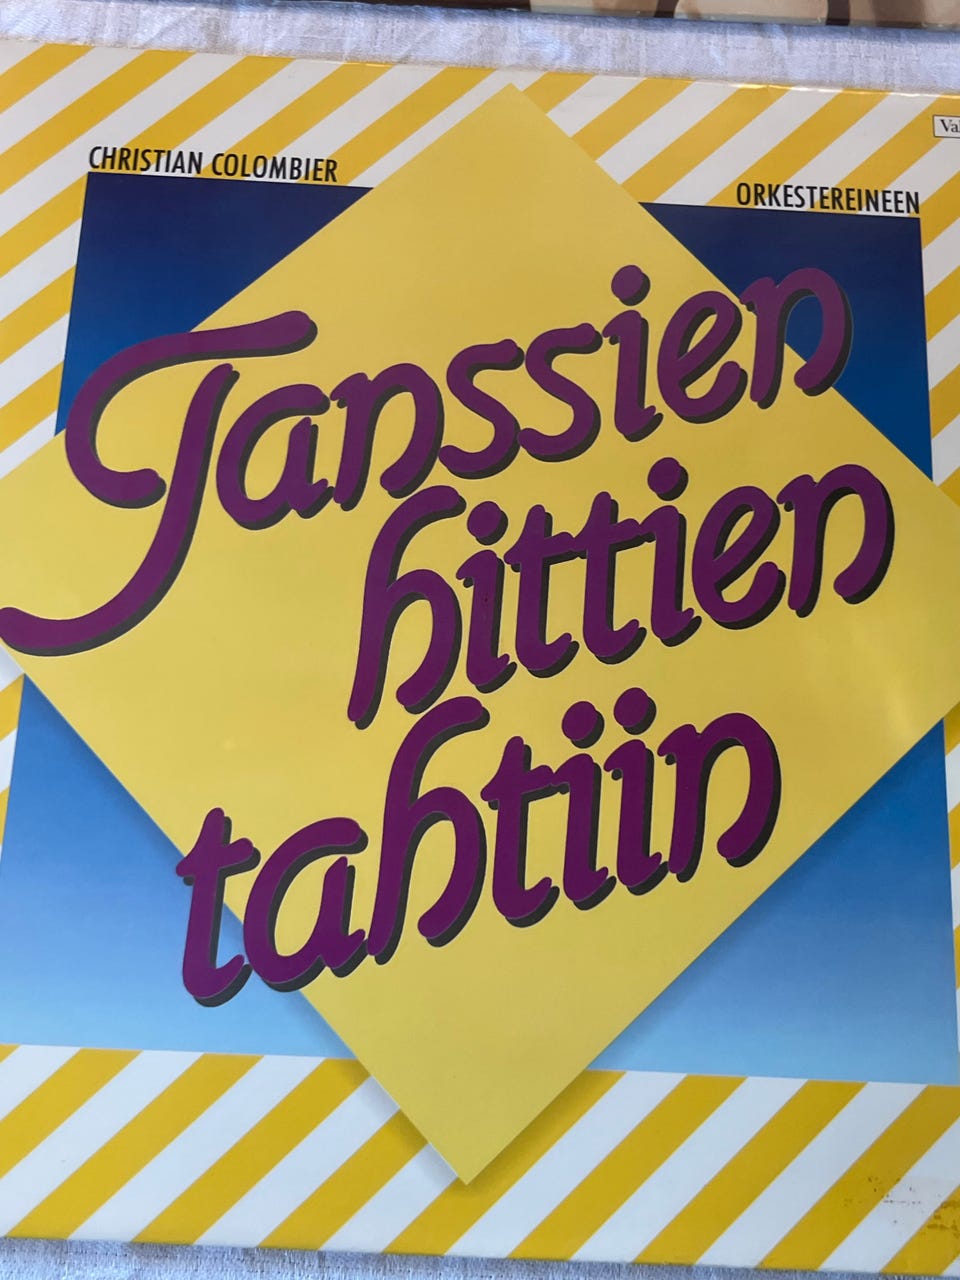 CHRISTIAN COLOMBIER
ORKESTEREINEEN
Tanssien
hittien
tahtiin